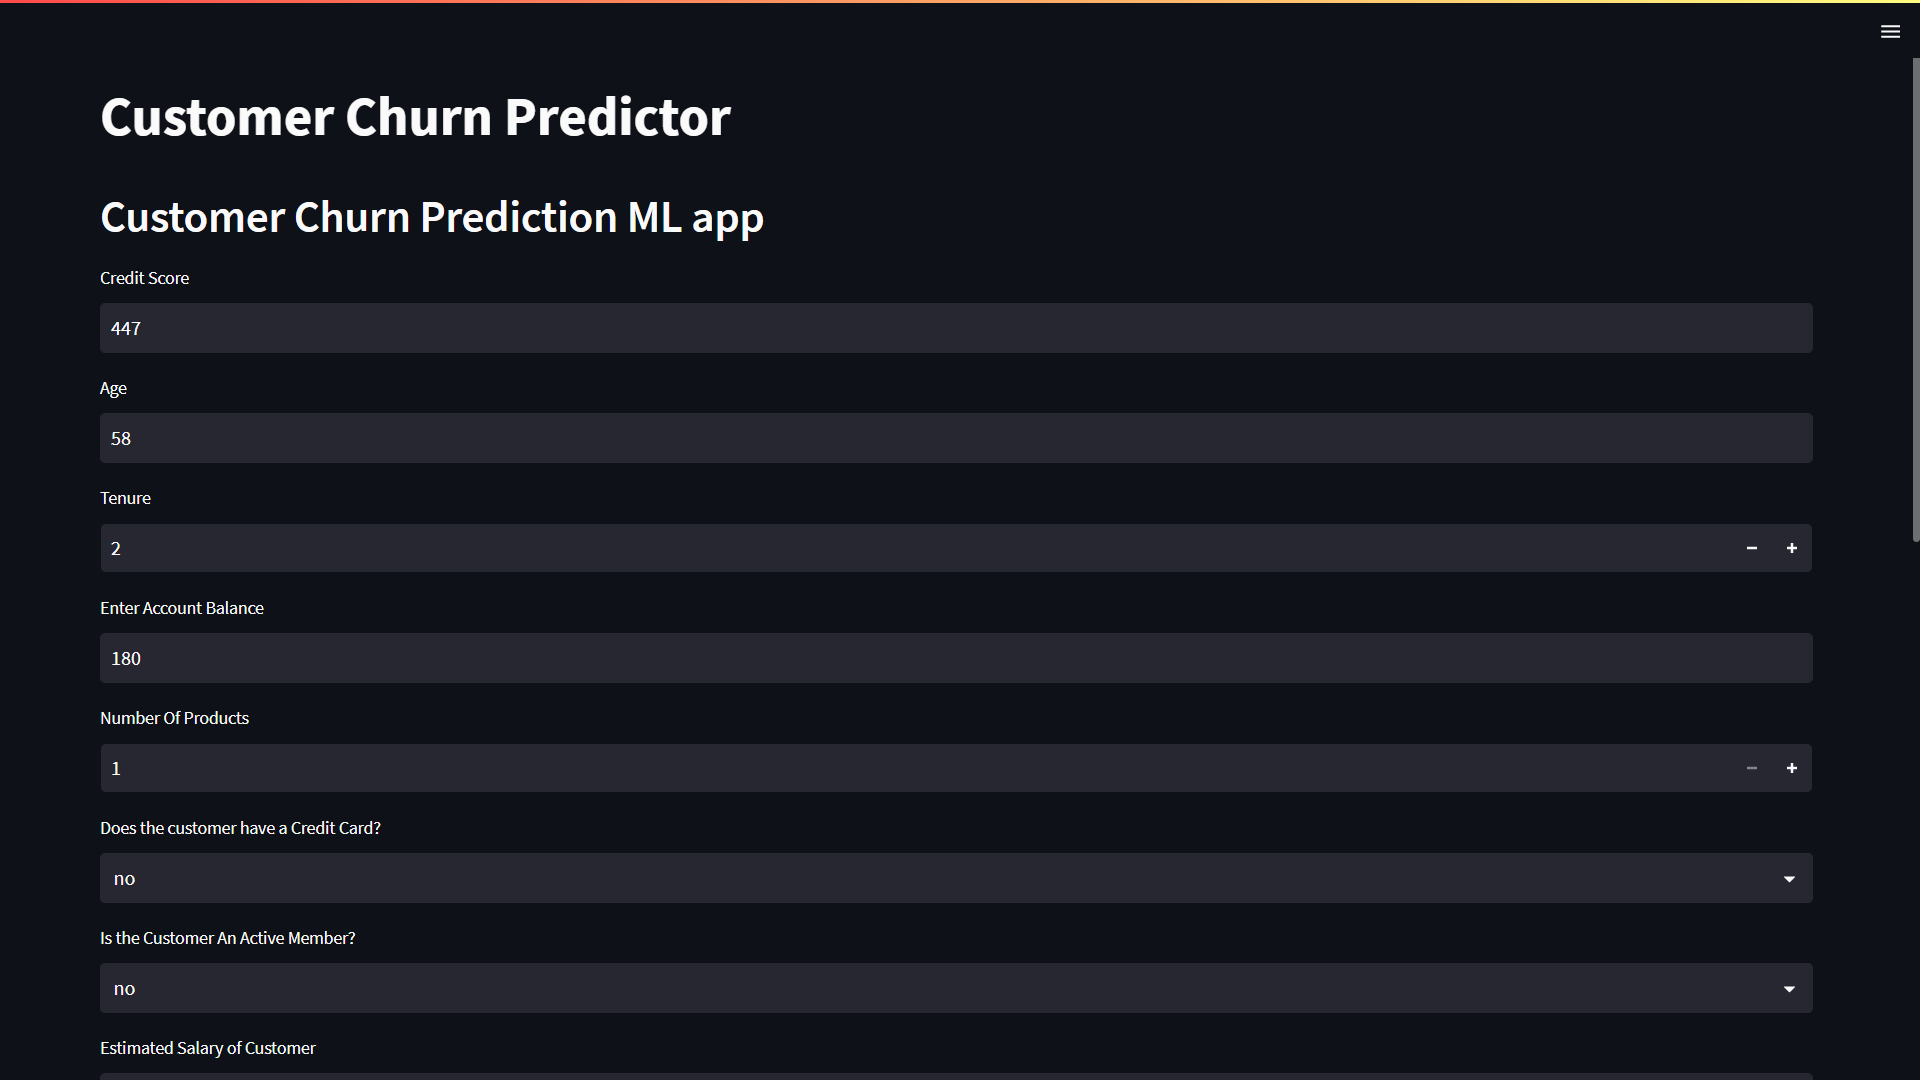 Customer Churn Predictor
Customer Churn Prediction ML app
Credit Score
447
Age
58
Tenure
2
Enter Account Balance
180
Number Of Products
1
Does the customer have a Credit Card?
no
Is the Customer An Active Member?
no
Estimated Salary of Customer